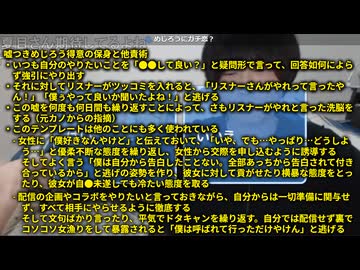 めじろうにガチ恋？
嘘つきめじろう得意の保身と他責術
・いつも自分のやりたいことを「●●して良い？」と疑問形で言って、回答如何によら
ず強引にやり出す
・それに対してリスナーがツッコミを入れると、「リスナーさんがやれって言ったや
ん！」「僕ぁやって良いか聞いたよね！」と逃げる
・この嘘を何度も何日も繰り返すことによって、さもリスナーがやれと言った洗脳をす
る（元カノからの指摘）
・このテンプレートは他のことにも多く使われている
・女性に「僕好きなんやけど」と伝えておいて「いや、でも…やっぱり…どうしよ
う…」と優柔不断な態度を繰り返し、女性から交際を申し込むように誘導する
そしてよく言う「僕は自分から告白したことない。全部あっちから告白されて付き
合っているから」と逃げの姿勢を作り、彼女に対して貢がせたり横暴な態度をとっ
たり、彼女が自●未遂しても冷たい態度を取る
・配信の企画やコラボをやりたいと言っておきながら、自分からは一切準備に関与せ
ず、すべて相手にやらせるように徹底する
そして文句ばかり言ったり、平気でドタキャンを繰り返す。自分では配信せず裏で
コソコソ女漁りをして暴露されると「僕は呼ばれて行っただけやけん」と逃げる